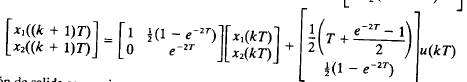 [x₁((k + 1)T) x₂((k + 1)T)] = [1 ½(1 − e⁻²ᵀ) 0 e⁻²ᵀ] [x₁(kT) x₂(kT)] + [1/2 (T + (e⁻²ᵀ − 1)/2) ½(1 − e⁻²ᵀ)] u(kT)